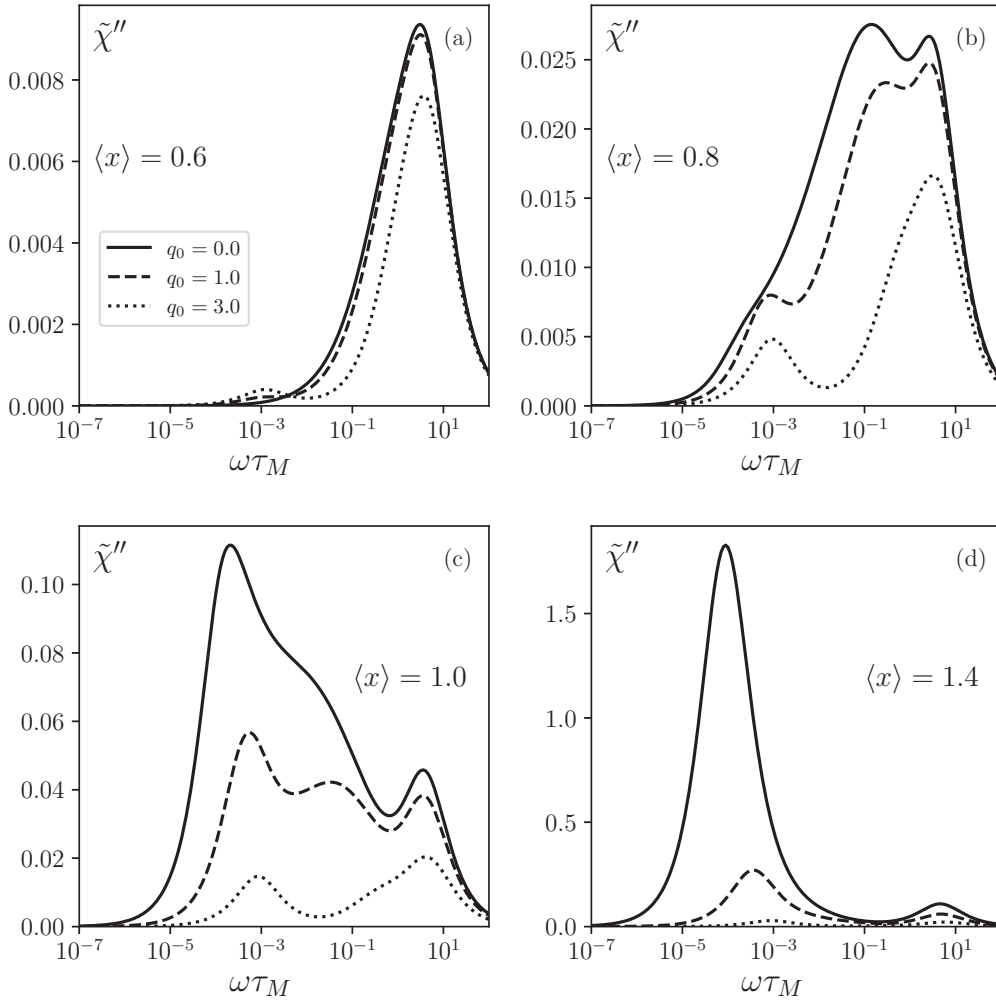 χ̃″
(a)
0.008
⟨x⟩ = 0.6
0.006
0.004
q₀ = 0.0
q₀ = 1.0
q₀ = 3.0
0.002
0.000
10⁻⁷ 10⁻⁵ 10⁻³ 10⁻¹ 10¹
ωτ_M
χ̃″
(b)
0.025
⟨x⟩ = 0.8
0.020
0.015
0.010
0.005
0.000
10⁻⁷ 10⁻⁵ 10⁻³ 10⁻¹ 10¹
ωτ_M
χ̃″
(c)
0.10
0.08
⟨x⟩ = 1.0
0.06
0.04
0.02
0.00
10⁻⁷ 10⁻⁵ 10⁻³ 10⁻¹ 10¹
ωτ_M
χ̃″
(d)
1.5
⟨x⟩ = 1.4
1.0
0.5
0.0
10⁻⁷ 10⁻⁵ 10⁻³ 10⁻¹ 10¹
ωτ_M